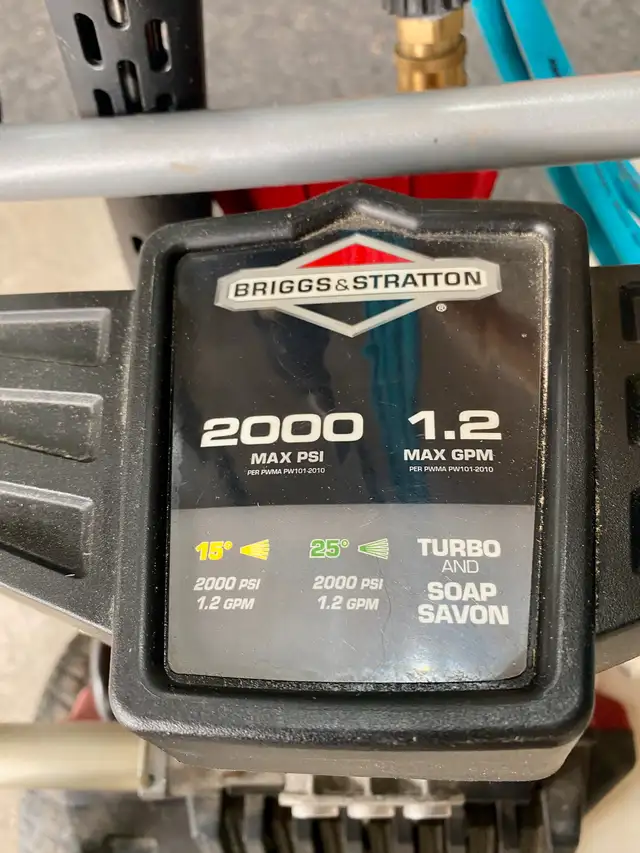 BRIGGS&STRATTON
®
2000 1.2
MAX PSI MAX GPM
PER PWMA PW101-2010 PER PWMA PW101-2010
15° 25° TURBO
AND
2000 PSI 2000 PSI SOAP
1.2 GPM 1.2 GPM SAVON